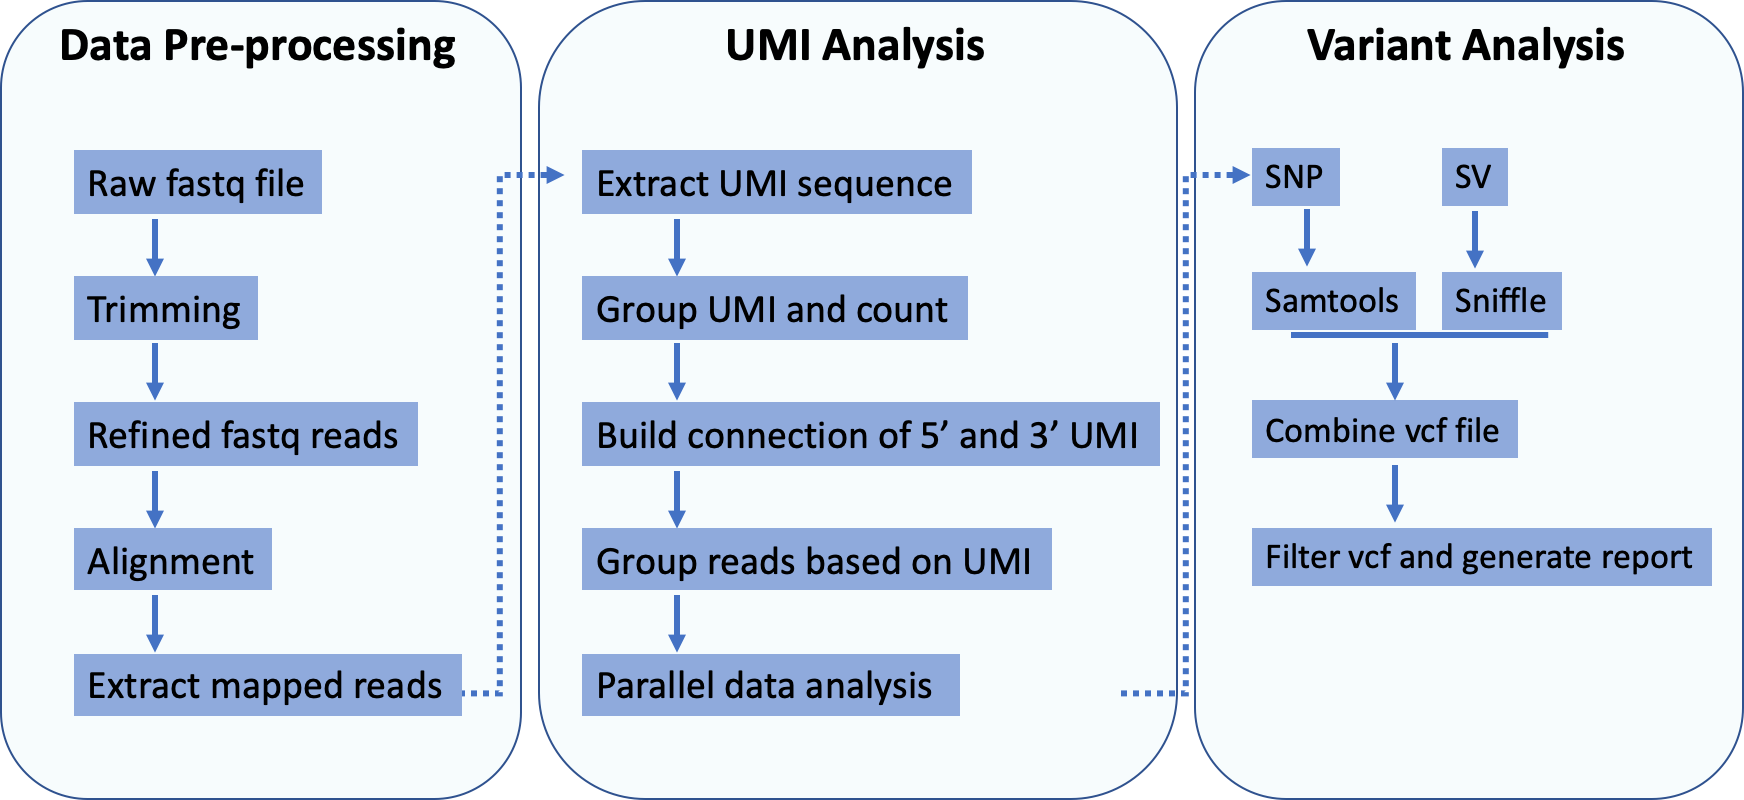 Data Pre-processing
Raw fastq file
Trimming
Refined fastq reads
Alignment
Extract mapped reads
UMI Analysis
Extract UMI sequence
Group UMI and count
Build connection of 5’ and 3’ UMI
Group reads based on UMI
Parallel data analysis
Variant Analysis
SNP
SV
Samtools
Sniffle
Combine vcf file
Filter vcf and generate report